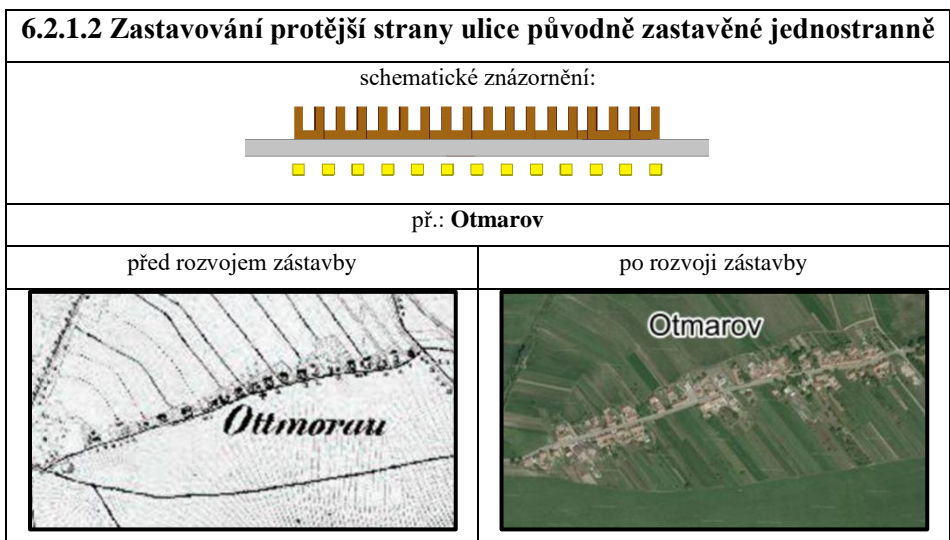 6.2.1.2 Zastavování protější strany ulice původně zastavěné jednostranně
schematické znázornění:
př.: Otmarov
před rozvojem zástavby
po rozvoji zástavby
Ottmorau
Otmarov